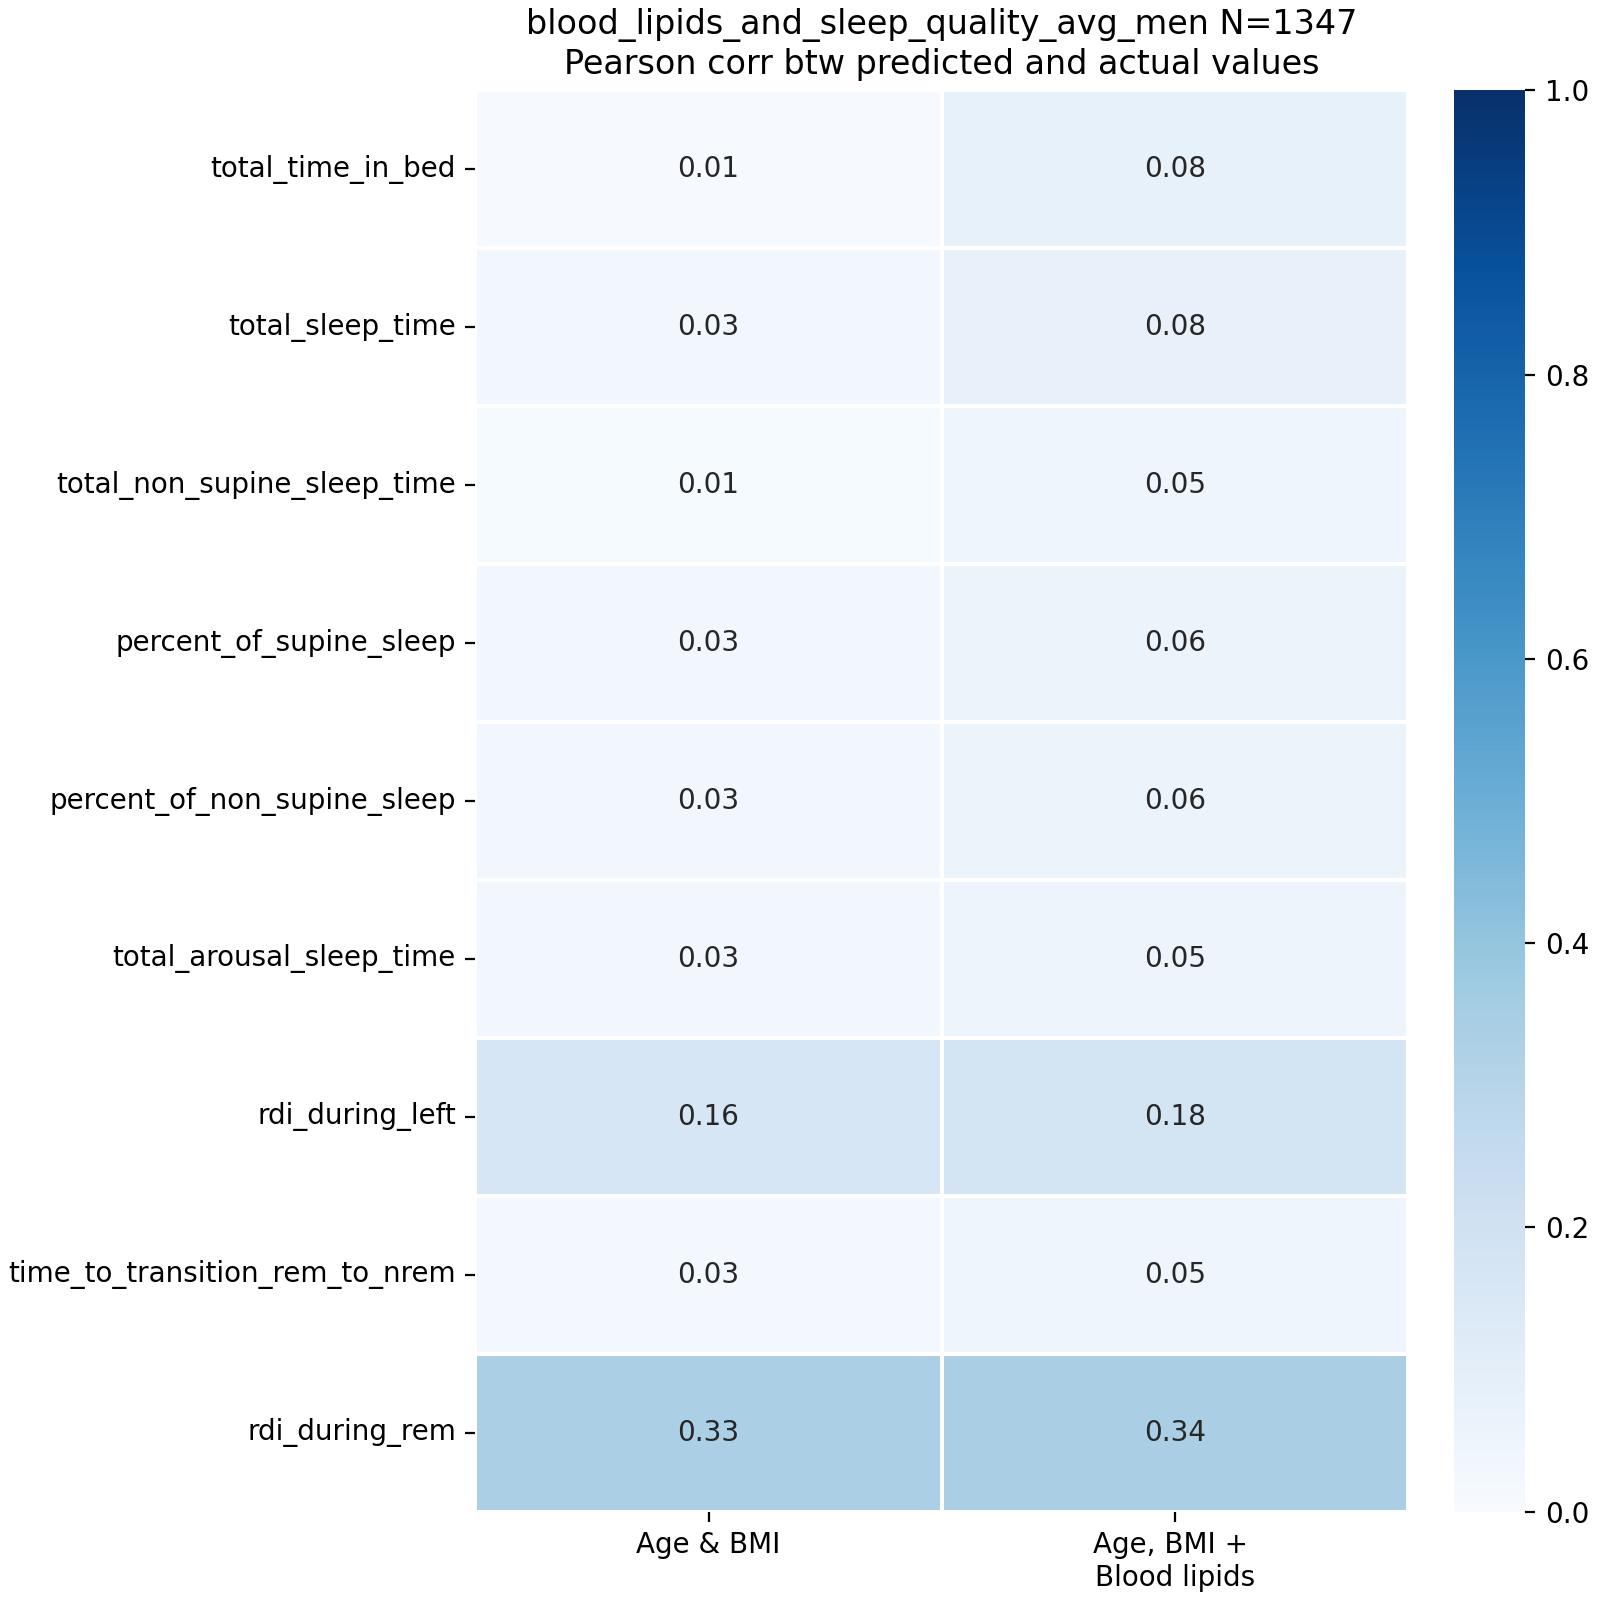 blood_lipids_and_sleep_quality_avg_men N=1347
Pearson corr btw predicted and actual values
total_time_in_bed 0.01 0.08
total_sleep_time 0.03 0.08
total_non_supine_sleep_time 0.01 0.05
percent_of_supine_sleep 0.03 0.06
percent_of_non_supine_sleep 0.03 0.06
total_arousal_sleep_time 0.03 0.05
rdi_during_left 0.16 0.18
time_to_transition_rem_to_nrem 0.03 0.05
rdi_during_rem 0.33 0.34
Age & BMI
Age, BMI +
Blood lipids
1.0
0.8
0.6
0.4
0.2
0.0